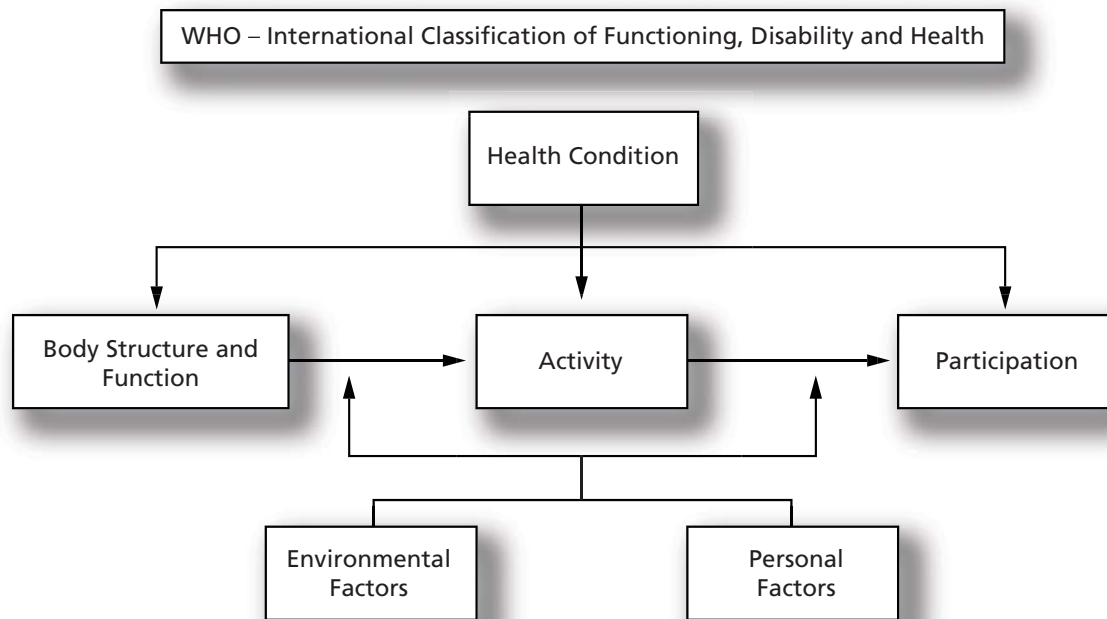 WHO – International Classification of Functioning, Disability and Health
Health Condition
Body Structure and
Function
Activity
Participation
Environmental
Factors
Personal
Factors